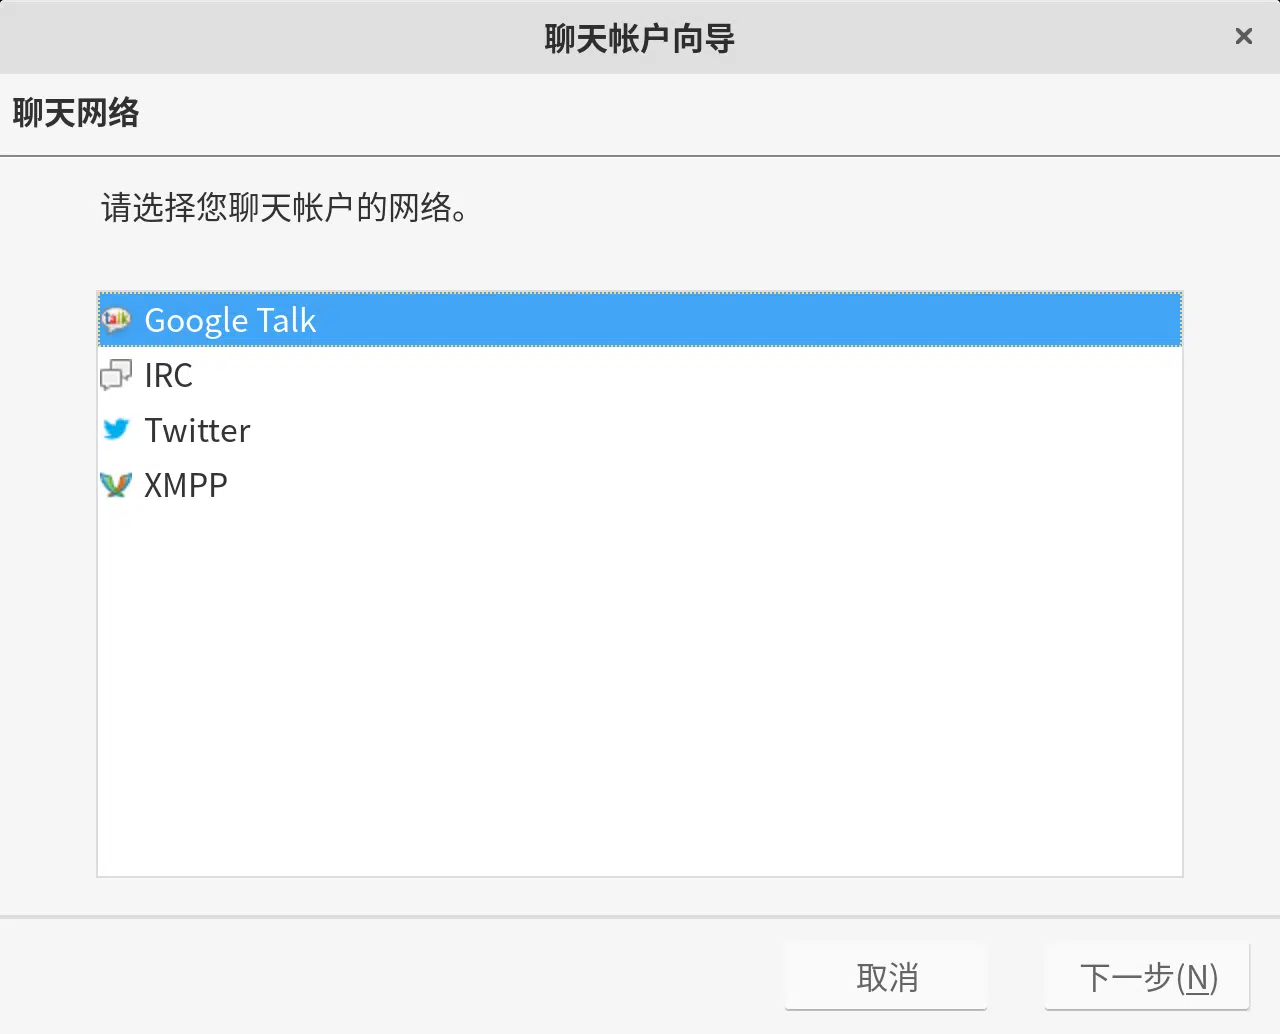 聊天帐户向导
聊天网络
请选择您聊天帐户的网络。
talk Google Talk
IRC
Twitter
XMPP
取消
下一步(N)